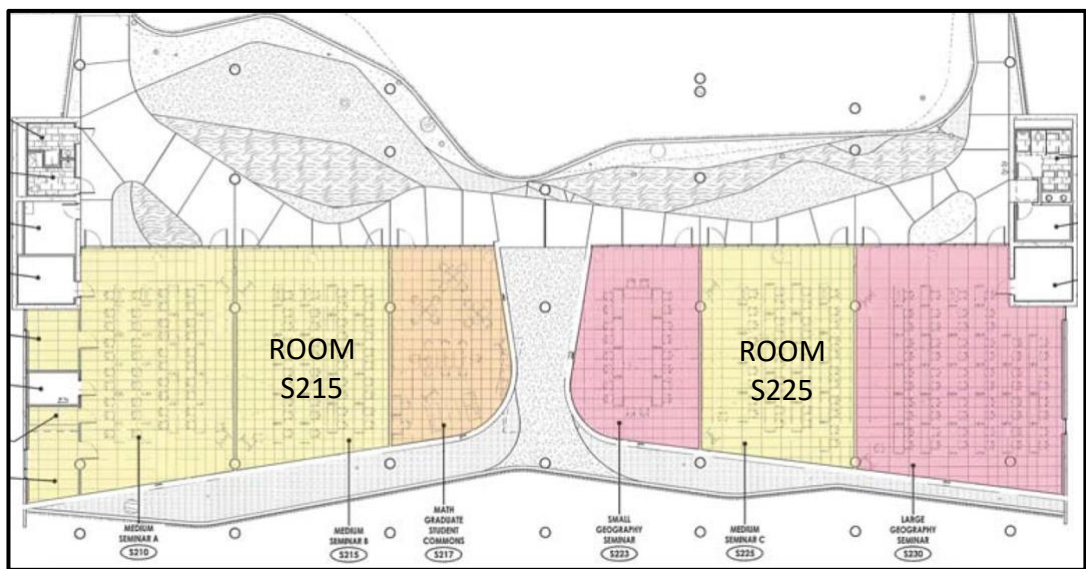 ROOM
S215
ROOM
S225
MEDIUM
SEMINAR A
S210
MEDIUM
SEMINAR B
S215
MATH
GRADUATE
STUDENT
COMMONS
S217
SMALL
GEOGRAPHY
SEMINAR
S223
MEDIUM
SEMINAR C
S225
LARGE
GEOGRAPHY
SEMINAR
S230